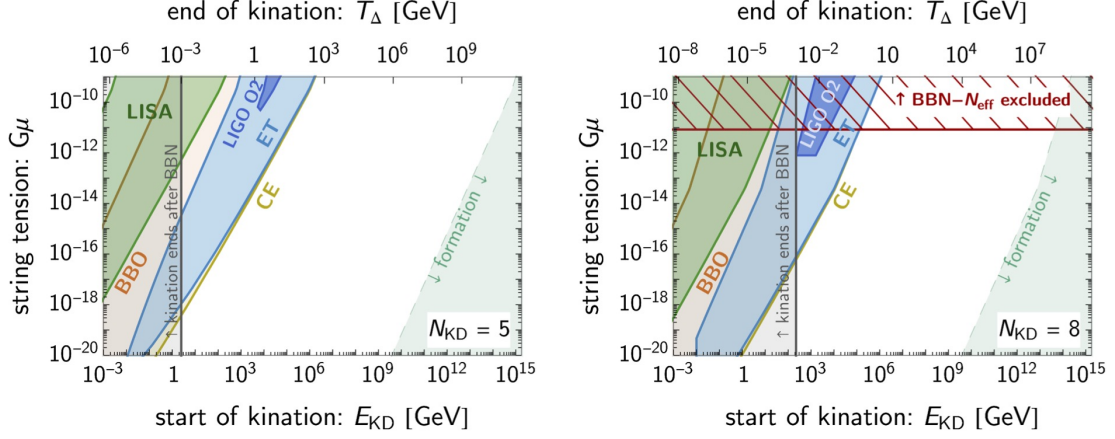 end of kination: T_Δ [GeV]
10^−6 10^−3 1 10^3 10^6 10^9
string tension: Gμ
10^−10
10^−12
10^−14
10^−16
10^−18
10^−20
LISA
LIGO O2
ET
CE
BBO
↑ kination ends after BBN
↓ formation ↓
N_KD = 5
10^−3 1 10^3 10^6 10^9 10^12 10^15
start of kination: E_KD [GeV]
end of kination: T_Δ [GeV]
10^−8 10^−5 10^−2 10 10^4 10^7
string tension: Gμ
10^−10
10^−12
10^−14
10^−16
10^−18
10^−20
↑ BBN−N_eff excluded
LISA
LIGO O2
ET
CE
BBO
↑ kination ends after BBN
↓ formation ↓
N_KD = 8
10^−3 1 10^3 10^6 10^9 10^12 10^15
start of kination: E_KD [GeV]